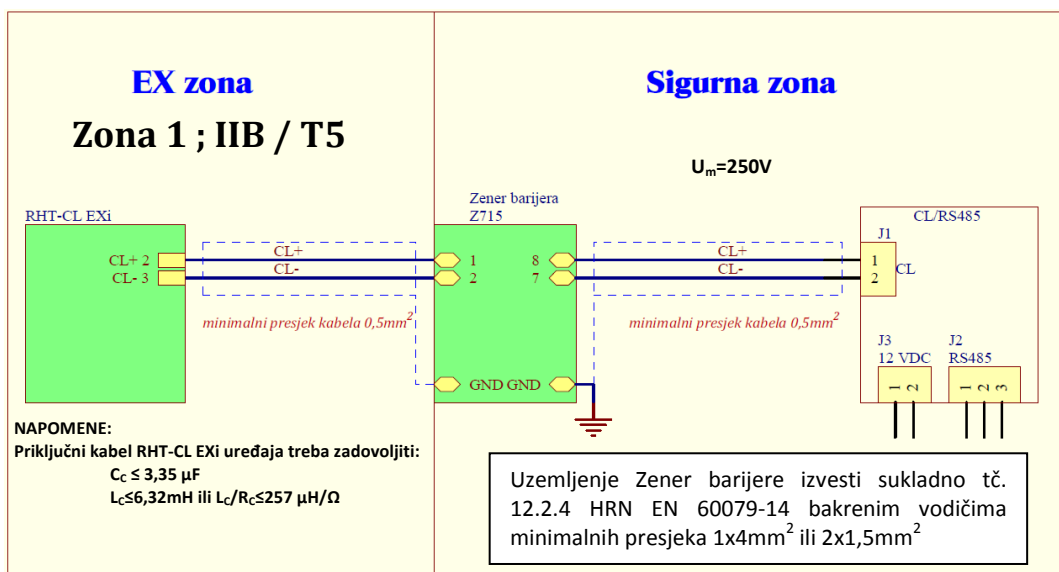 EX zona
Sigurna zona
Zona 1 ; IIB / T5
Um=250V
Zener barijera
Z715
RHT-CL EXi
CL/RS485
J1
CL+ 2
CL- 3
CL+
CL-
1
2
8
7
CL+
CL-
1
2
CL
minimalni presjek kabela 0,5mm²
minimalni presjek kabela 0,5mm²
GND GND
J3
12 VDC
1 2
J2
RS485
1 2 3
NAPOMENE:
Priključni kabel RHT-CL EXi uređaja treba zadovoljiti:
CC ≤ 3,35 µF
LC≤6,32mH ili LC/RC≤257 µH/Ω
Uzemljenje Zener barijere izvesti sukladno tč.
12.2.4 HRN EN 60079-14 bakrenim vodičima
minimalnih presjeka 1x4mm² ili 2x1,5mm²